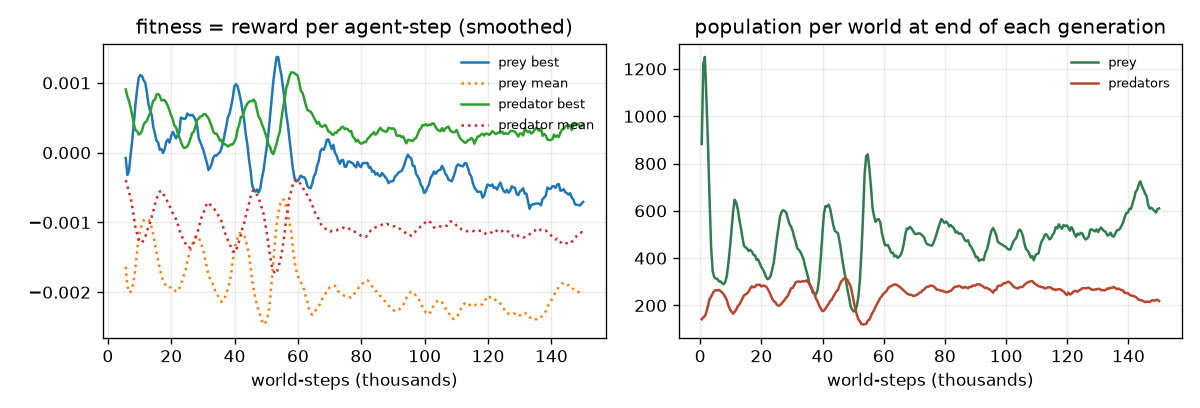 fitness = reward per agent-step (smoothed)
prey best
prey mean
predator best
predator mean
0.001
0.000
−0.001
−0.002
0 20 40 60 80 100 120 140
world-steps (thousands)
population per world at end of each generation
prey
predators
1200
1000
800
600
400
200
0 20 40 60 80 100 120 140
world-steps (thousands)